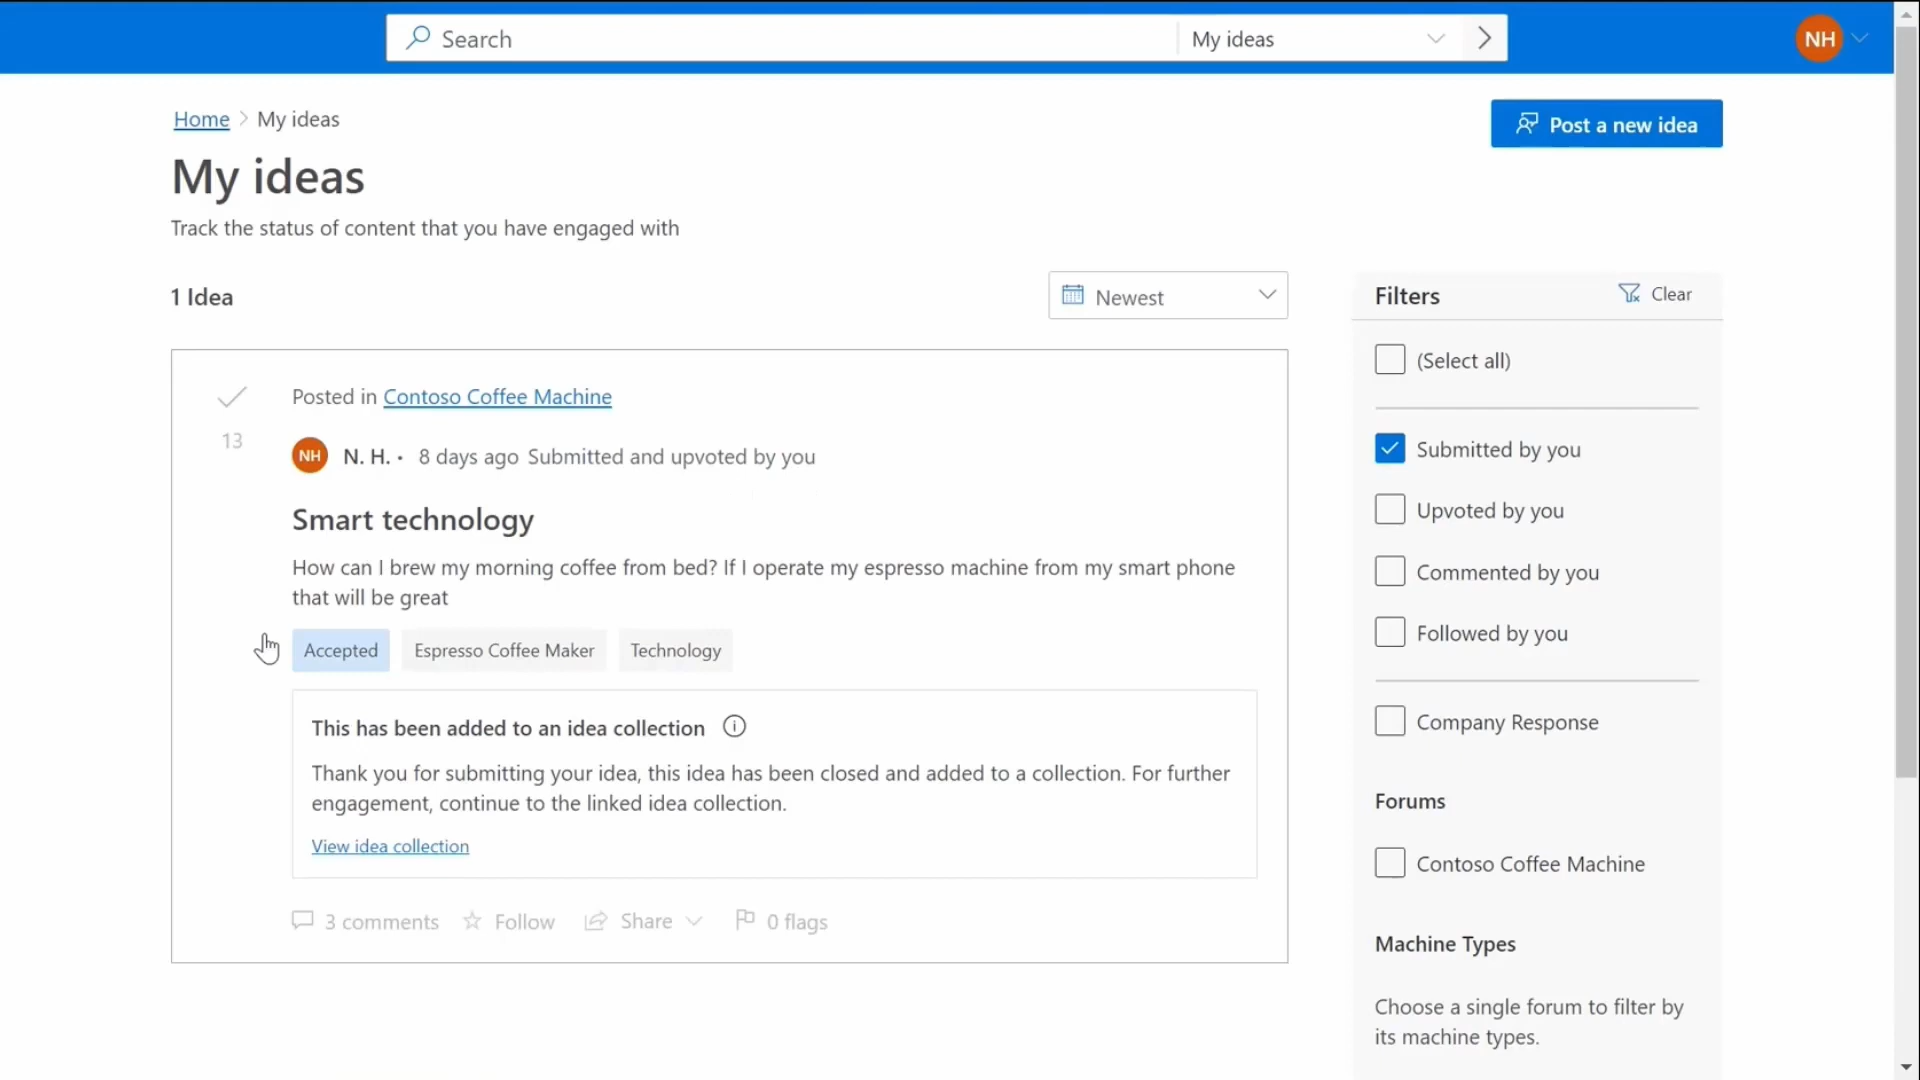 Search
My ideas
NH
Home > My ideas
Post a new idea
My ideas
Track the status of content that you have engaged with
1 Idea
Newest
Filters
Clear
(Select all)
Posted in Contoso Coffee Machine
13
NH
N. H. • 8 days ago Submitted and upvoted by you
Submitted by you
Smart technology
Upvoted by you
How can I brew my morning coffee from bed? If I operate my espresso machine from my smart phone
that will be great
Commented by you
Followed by you
Accepted
Espresso Coffee Maker
Technology
This has been added to an idea collection
Company Response
Thank you for submitting your idea, this idea has been closed and added to a collection. For further
engagement, continue to the linked idea collection.
Forums
View idea collection
Contoso Coffee Machine
3 comments
Follow
Share
0 flags
Machine Types
Choose a single forum to filter by
its machine types.